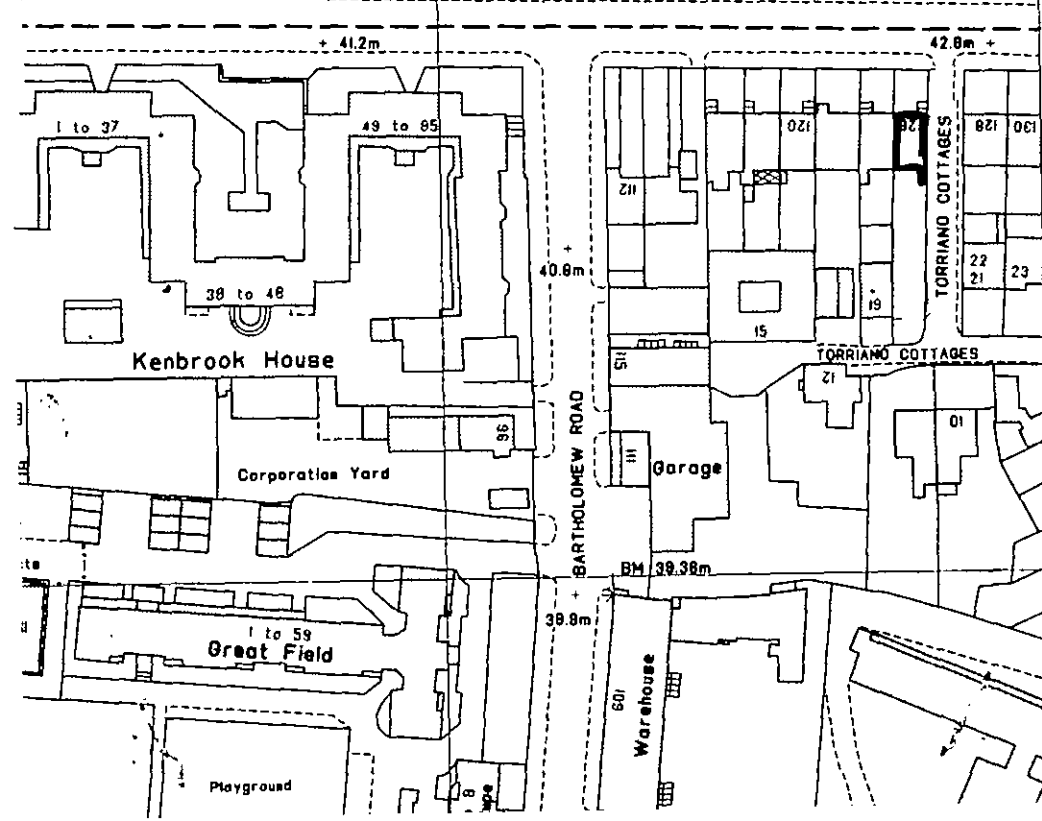 + 41.2m
42.8m +
1 to 37
49 to 85
120
126
128
130
TORRIANO COTTAGES
112
+
40.8m
22
21
23
38 to 48
19
15
Kenbrook House
115
TORRIANO COTTAGES
12
96
BARTHOLOMEW ROAD
111
Garage
10
Corporation Yard
BM 39.38m
+
39.8m
1 to 59
Great Field
109
Warehouse
Playground
8